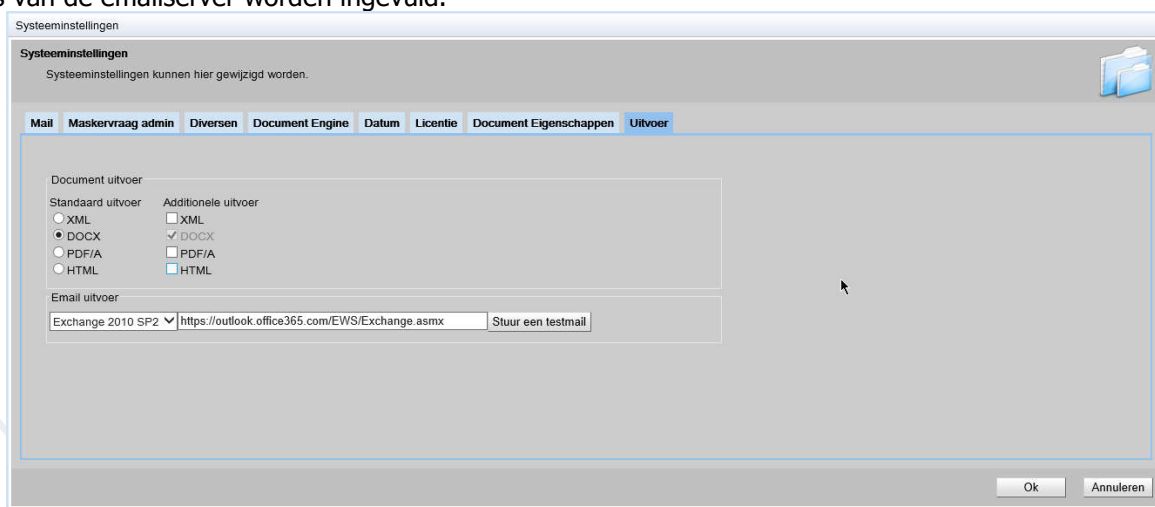 s van de emailserver worden ingevuld.
Systeeminstellingen
Systeeminstellingen
Systeeminstellingen kunnen hier gewijzigd worden.
Mail Maskervraag admin Diversen Document Engine Datum Licentie Document Eigenschappen Uitvoer
Document uitvoer
Standaard uitvoer Additionele uitvoer
XML XML
DOCX DOCX
PDF/A PDF/A
HTML HTML
Email uitvoer
Exchange 2010 SP2 https://outlook.office365.com/EWS/Exchange.asmx Stuur een testmail
Ok Annuleren